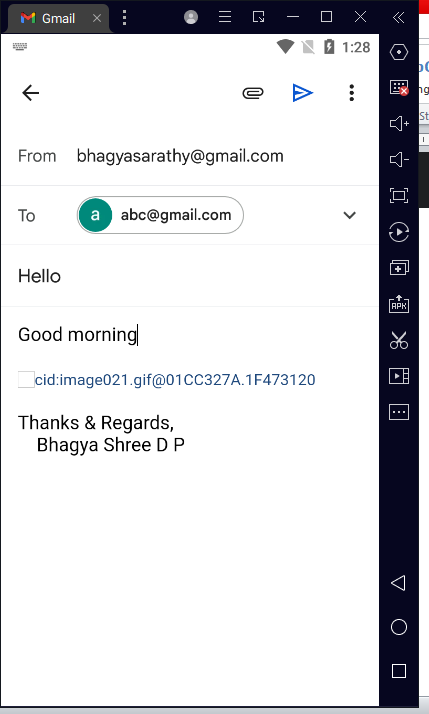 Gmail
1:28
From bhagyasarathy@gmail.com
To a abc@gmail.com
Hello
Good morning
cid:image021.gif@01CC327A.1F473120
Thanks & Regards,
Bhagya Shree D P
APK